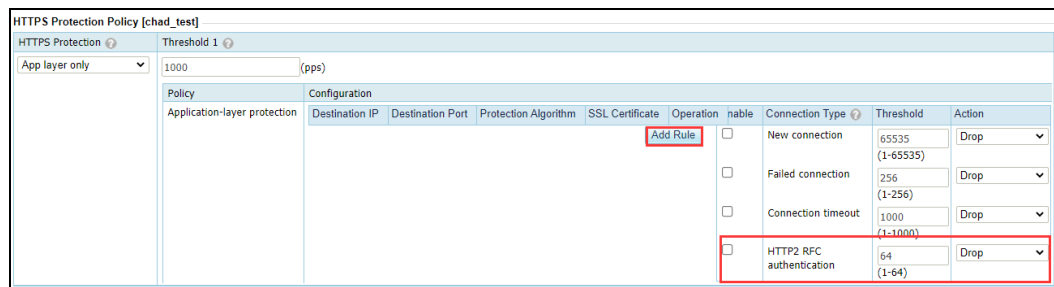 HTTPS Protection Policy [chad_test]
HTTPS Protection Threshold 1
App layer only 1000 (pps)
Policy Configuration
Application-layer protection Destination IP Destination Port Protection Algorithm SSL Certificate Operation nable Connection Type Threshold Action
Add Rule New connection 65535 Drop
(1-65535)
Failed connection 256 Drop
(1-256)
Connection timeout 1000 Drop
(1-1000)
HTTP2 RFC authentication 64 Drop
(1-64)